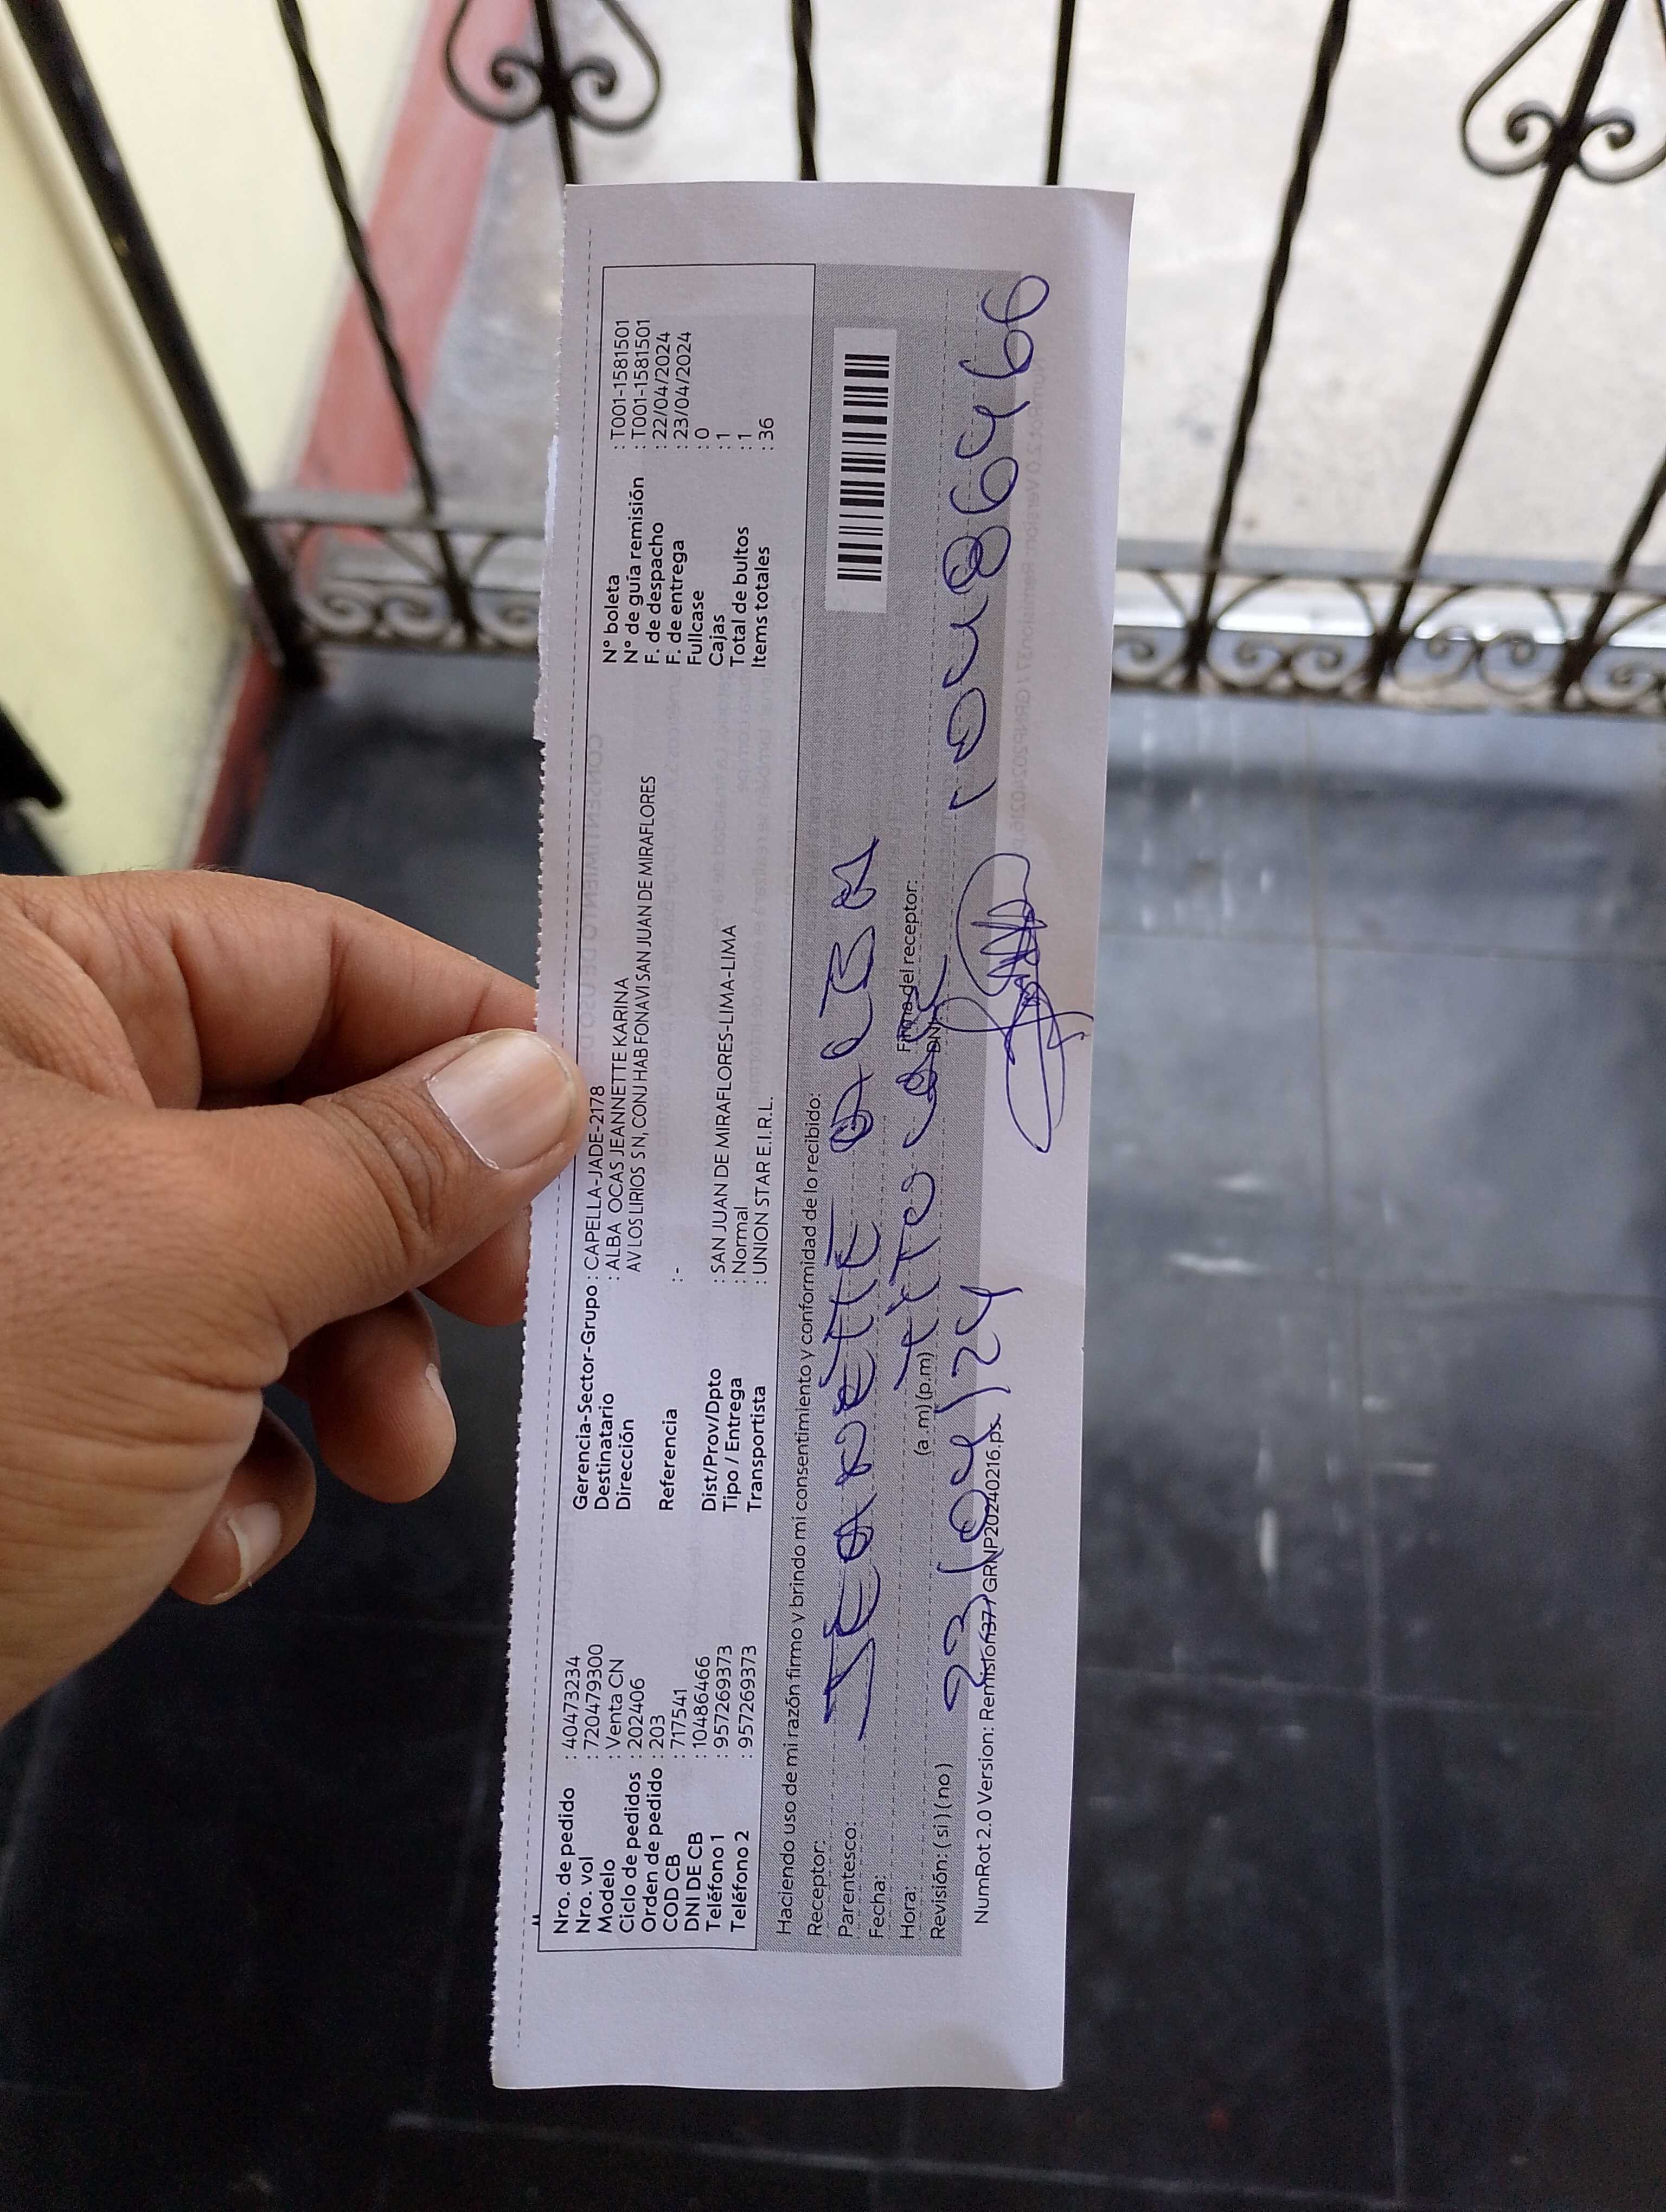 Nro. de pedido : 40473234
Nro. vol : 720479300
Modelo : Venta CN
Ciclo de pedidos : 202406
Orden de pedido : 203
COD CB : 717541
DNI DE CB : 10486466
Teléfono 1 : 957269373
Teléfono 2 : 957269373
Gerencia-Sector-Grupo : CAPELLA-JADE-2178
Destinatario : ALBA OCAS JEANNETTE KARINA
Dirección AV LOS LIRIOS S N, CONJ HAB FONAVI SAN JUAN DE MIRAFLORES
Referencia :-
Dist/Prov/Dpto : SAN JUAN DE MIRAFLORES-LIMA-LIMA
Tipo / Entrega : Normal
Transportista : UNION STAR E.I.R.L.
N° boleta : T001-1581501
N° de guía remisión : T001-1581501
F. de despacho : 22/04/2024
F. de entrega : 23/04/2024
Fullcase : 0
Cajas : 1
Total de bultos : 1
Items totales : 36
Haciendo uso de mi razón firmo y brindo mi consentimiento y conformidad de lo recibido:
Receptor: JEANETTE ALBA
Parentesco:
Fecha: TITULAR
Firma del receptor:
Hora: (a .m) (p.m)
DNI: 10486466
Revisión: ( si ) ( no ) 23/04/24
NumRot 2.0 Version: Remision371GRNP20240216.ps